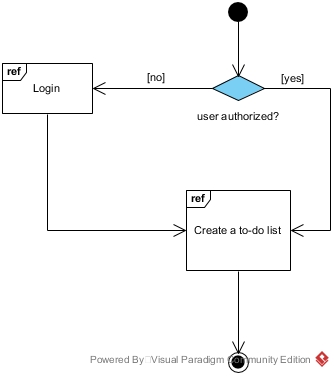 [no]
[yes]
ref
Login
user authorized?
ref
Create a to-do list
Powered By Visual Paradigm Community Edition